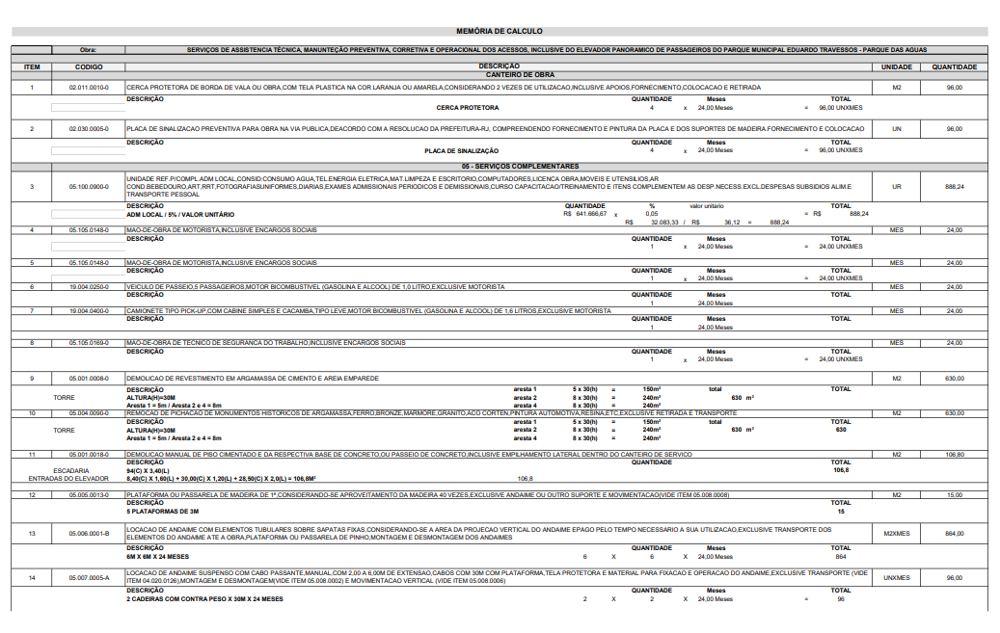 MEMÓRIA DE CALCULO
Obra: SERVIÇOS DE ASSISTENCIA TÉCNICA, MANUNTEÇÃO PREVENTIVA, CORRETIVA E OPERACIONAL DOS ACESSOS, INCLUSIVE DO ELEVADOR PANORAMICO DE PASSAGEIROS DO PARQUE MUNICIPAL EDUARDO TRAVESSOS - PARQUE DAS AGUAS
ITEM CODIGO DESCRIÇÃO UNIDADE QUANTIDADE
CANTEIRO DE OBRA
1 02.011.0010-0 CERCA PROTETORA DE BORDA DE VALA OU OBRA,COM TELA PLASTICA NA COR LARANJA OU AMARELA,CONSIDERANDO 2 VEZES DE UTILIZACAO,INCLUSIVE APOIOS,FORNECIMENTO,COLOCACAO E RETIRADA M2 96,00
DESCRIÇÃO QUANTIDADE Meses TOTAL
CERCA PROTETORA 4 x 24,00 Meses = 96,00 UNXMES
2 02.030.0005-0 PLACA DE SINALIZACAO PREVENTIVA PARA OBRA NA VIA PUBLICA,DEACORDO COM A RESOLUCAO DA PREFEITURA-RJ, COMPREENDENDO FORNECIMENTO E PINTURA DA PLACA E DOS SUPORTES DE MADEIRA.FORNECIMENTO E COLOCACAO UN 96,00
DESCRIÇÃO QUANTIDADE Meses TOTAL
PLACA DE SINALIZAÇÃO 4 x 24,00 Meses = 96,00 UNXMES
05 - SERVIÇOS COMPLEMENTARES
UNIDADE REF.P/COMPL.ADM LOCAL,CONSID:CONSUMO AGUA,TEL.ENERGIA ELETRICA,MAT.LIMPEZA E ESCRITORIO,COMPUTADORES,LICENCA OBRA,MOVEIS E UTENSILIOS,AR
3 05.100.0900-0 COND.BEBEDOURO,ART,RRT,FOTOGRAFIASUNIFORMES,DIARIAS,EXAMES ADMISSIONAIS PERIODICOS E DEMISSIONAIS,CURSO CAPACITACAO/TREINAMENTO E ITENS COMPLEMENTEM AS DESP.NECESS.EXCL.DESPESAS SUBSIDIOS ALIM.E UR 888,24
TRANSPORTE PESSOAL
DESCRIÇÃO QUANTIDADE % valor unitario TOTAL
ADM LOCAL / 5% / VALOR UNITÁRIO R$ 641.666,67 x 0,05 = R$ 888,24
R$ 32.083,33 / R$ 36,12 = 888,24
4 05.105.0148-0 MAO-DE-OBRA DE MOTORISTA,INCLUSIVE ENCARGOS SOCIAIS MES 24,00
DESCRIÇÃO QUANTIDADE Meses TOTAL
1 x 24,00 Meses = 24,00 UNXMES
5 05.105.0148-0 MAO-DE-OBRA DE MOTORISTA,INCLUSIVE ENCARGOS SOCIAIS MES 24,00
DESCRIÇÃO QUANTIDADE Meses TOTAL
1 x 24,00 Meses = 24,00 UNXMES
6 19.004.0250-0 VEICULO DE PASSEIO,5 PASSAGEIROS,MOTOR BICOMBUSTIVEL (GASOLINA E ALCOOL) DE 1,0 LITRO,EXCLUSIVE MOTORISTA MES 24,00
DESCRIÇÃO QUANTIDADE TOTAL
1 24,00 Meses
7 19.004.0400-0 CAMIONETE TIPO PICK-UP,COM CABINE SIMPLES E CACAMBA,TIPO LEVE,MOTOR BICOMBUSTIVEL (GASOLINA E ALCOOL) DE 1,6 LITROS,EXCLUSIVE MOTORISTA MES 24,00
DESCRIÇÃO QUANTIDADE TOTAL
1 24,00 Meses
8 05.105.0169-0 MAO-DE-OBRA DE TECNICO DE SEGURANCA DO TRABALHO,INCLUSIVE ENCARGOS SOCIAIS MES 24,00
DESCRIÇÃO QUANTIDADE Meses TOTAL
1 x 24,00 Meses = 24,00 UNXMES
9 05.001.0008-0 DEMOLICAO DE REVESTIMENTO EM ARGAMASSA DE CIMENTO E AREIA EMPAREDE M2 630,00
DESCRIÇÃO aresta 1 5 x 30(h) = 150m² total
TORRE ALTURA(H)=30M aresta 2 8 x 30(h) = 240m² 630 m²
Aresta 1 = 5m / Aresta 2 e 4 = 8m aresta 4 8 x 30(h) = 240m²
10 05.004.0090-0 REMOCAO DE PICHACAO DE MONUMENTOS HISTORICOS DE ARGAMASSA,FERRO,BRONZE,MARMORE,GRANITO,ACO CORTEN,PINTURA AUTOMOTIVA,RESINA,ETC,EXCLUSIVE RETIRADA E TRANSPORTE M2 630,00
DESCRIÇÃO aresta 1 5 x 30(h) = 150m² total TOTAL
TORRE ALTURA(H)=30M aresta 2 8 x 30(h) = 240m² 630 m² 630
Aresta 1 = 5m / Aresta 2 e 4 = 8m aresta 4 8 x 30(h) = 240m²
11 05.001.0018-0 DEMOLICAO MANUAL DE PISO CIMENTADO E DA RESPECTIVA BASE DE CONCRETO,OU PASSEIO DE CONCRETO,INCLUSIVE EMPILHAMENTO LATERAL DENTRO DO CANTEIRO DE SERVICO M2 106,80
DESCRIÇÃO QUANTIDADE TOTAL
ESCADARIA 94(C) X 3,40(L) 106,8
ENTRADAS DO ELEVADOR 8,40(C) X 1,60(L) + 30,00(C) X 1,20(L) + 28,50(C) X 2,0(L) = 106,8M² 106,8
12 05.005.0013-0 PLATAFORMA OU PASSARELA DE MADEIRA DE 1ª,CONSIDERANDO-SE APROVEITAMENTO DA MADEIRA 40 VEZES,EXCLUSIVE ANDAIME OU OUTRO SUPORTE E MOVIMENTACAO(VIDE ITEM 05.008.0008) M2 15,00
DESCRIÇÃO TOTAL
5 PLATAFORMAS DE 3M 15
13 05.006.0001-B LOCACAO DE ANDAIME COM ELEMENTOS TUBULARES SOBRE SAPATAS FIXAS,CONSIDERANDO-SE A AREA DA PROJECAO VERTICAL DO ANDAIME EPAGO PELO TEMPO NECESSARIO A SUA UTILIZACAO,EXCLUSIVE TRANSPORTE DOS M2XMES 864,00
ELEMENTOS DO ANDAIME ATE A OBRA,PLATAFORMA OU PASSARELA DE PINHO,MONTAGEM E DESMONTAGEM DOS ANDAIMES
DESCRIÇÃO QUANTIDADE Meses TOTAL
6M X 6M X 24 MESES 6 X 6 X 24,00 Meses = 864
14 05.007.0005-A LOCACAO DE ANDAIME SUSPENSO COM CABO PASSANTE,MANUAL,COM 2,00 A 6,00M DE EXTENSAO,CABOS COM 30M COM PLATAFORMA,TELA PROTETORA E MATERIAL PARA FIXACAO E OPERACAO DO ANDAIME,EXCLUSIVE TRANSPORTE (VIDE UNXMES 96,00
ITEM 04.020.0126),MONTAGEM E DESMONTAGEM(VIDE ITEM 05.008.0002) E MOVIMENTACAO VERTICAL (VIDE ITEM 05.008.0006)
DESCRIÇÃO QUANTIDADE Meses TOTAL
2 CADEIRAS COM CONTRA PESO X 30M X 24 MESES 2 X 2 X 24,00 Meses = 96